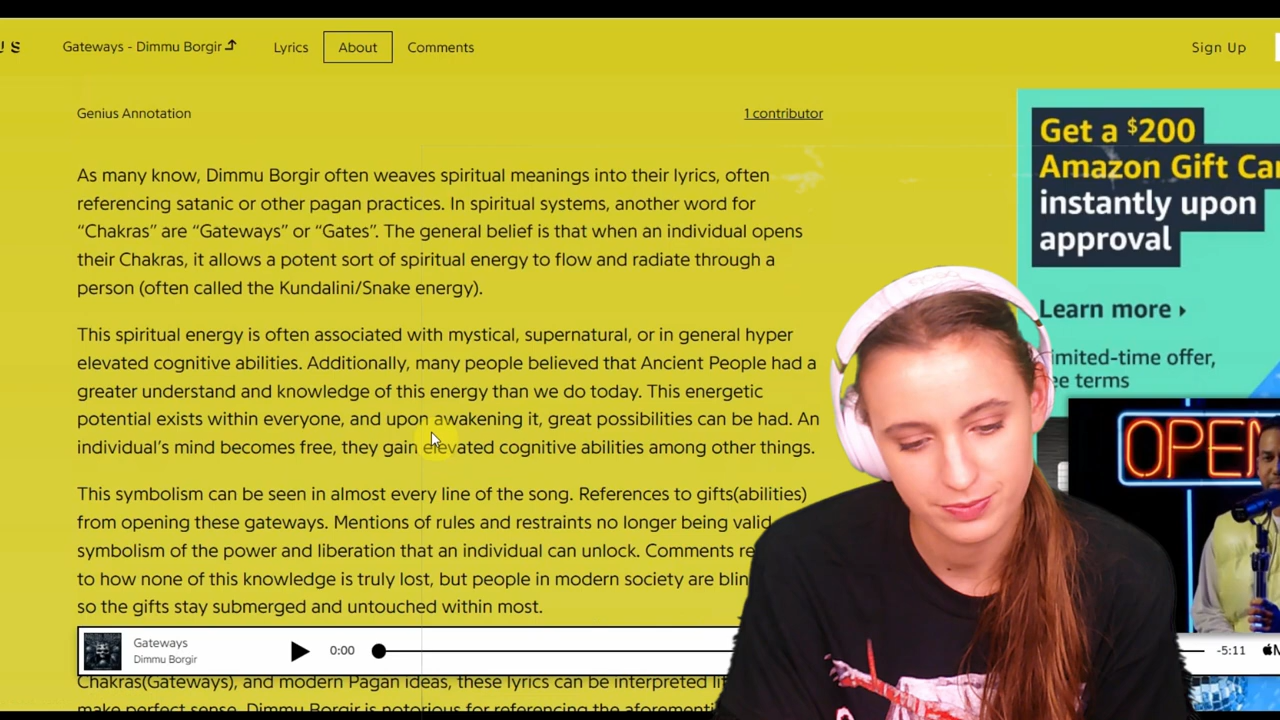 U S
Gateways - Dimmu Borgir
Lyrics
About
Comments
Sign Up
Genius Annotation
1 contributor
As many know, Dimmu Borgir often weaves spiritual meanings into their lyrics, often
referencing satanic or other pagan practices. In spiritual systems, another word for
“Chakras” are “Gateways” or “Gates”. The general belief is that when an individual opens
their Chakras, it allows a potent sort of spiritual energy to flow and radiate through a
person (often called the Kundalini/Snake energy).
This spiritual energy is often associated with mystical, supernatural, or in general hyper
elevated cognitive abilities. Additionally, many people believed that Ancient People had a
greater understand and knowledge of this energy than we do today. This energetic
potential exists within everyone, and upon awakening it, great possibilities can be had. An
individual’s mind becomes free, they gain elevated cognitive abilities among other things.
This symbolism can be seen in almost every line of the song. References to gifts(abilities)
from opening these gateways. Mentions of rules and restraints no longer being valid
symbolism of the power and liberation that an individual can unlock. Comments re
to how none of this knowledge is truly lost, but people in modern society are blin
so the gifts stay submerged and untouched within most.
Gateways
Dimmu Borgir
0:00
-5:11
Chakras(Gateways), and modern Pagan ideas, these lyrics can be interpreted
make perfect sense. Dimmu Borgir is notorious for referencing the
Get a $200
Amazon Gift Ca
instantly upon
approval
Learn more
imited-time offer,
ee terms
OPEN